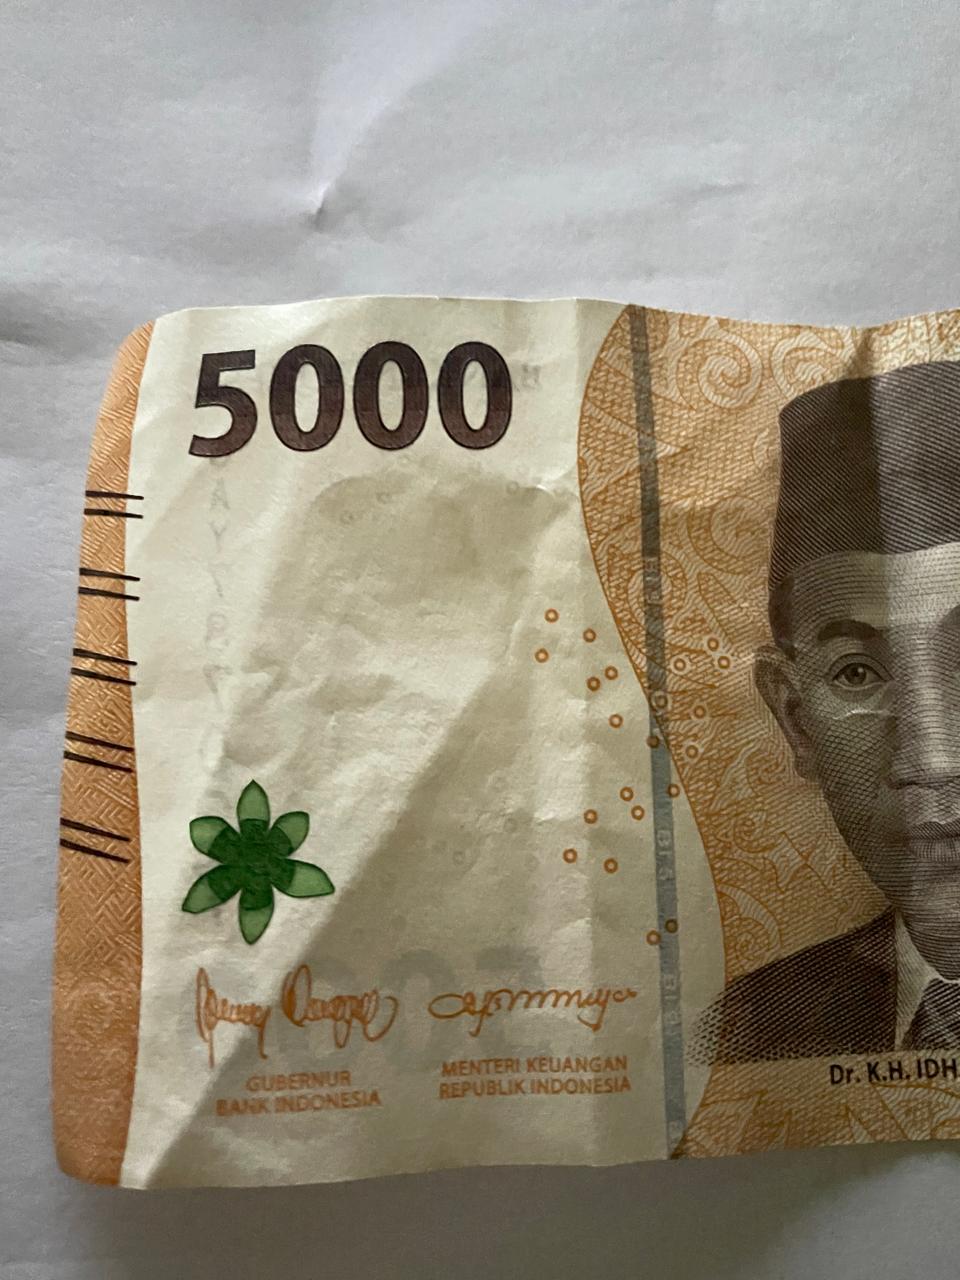 5000
GUBERNUR
BANK INDONESIA
MENTERI KEUANGAN
REPUBLIK INDONESIA
Dr. K.H. IDH